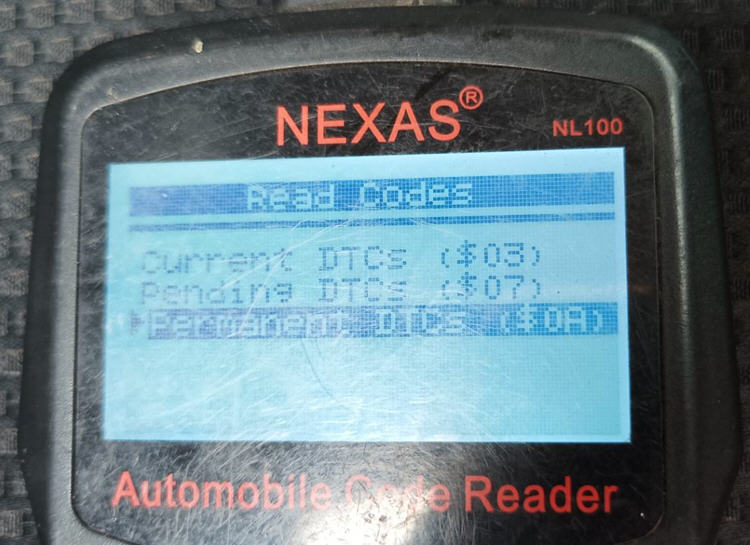 NEXAS®
NL100
Read Codes
Current DTCs ($03)
Pending DTCs ($07)
Permanent DTCs ($0A)
Automobile Code Reader